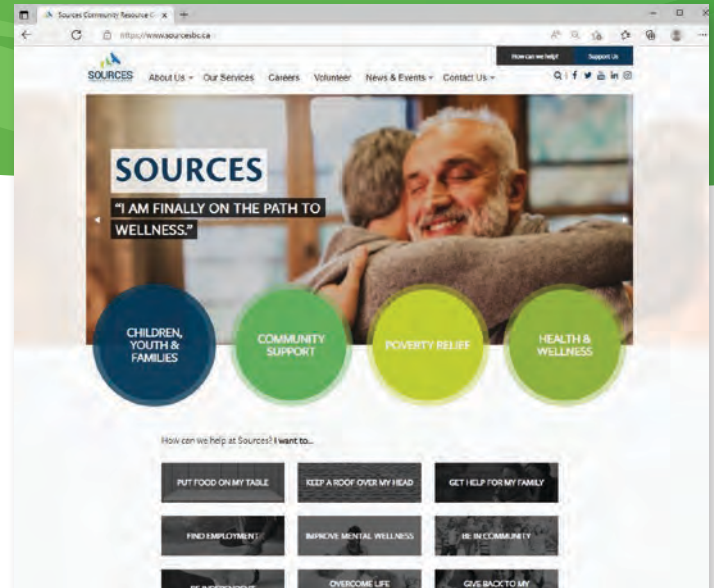 Sources Community Resource C
https://www.sourcesbc.ca
How can we help?
Support Us
SOURCES
About Us
Our Services
Careers
Volunteer
News & Events
Contact Us
SOURCES
“I AM FINALLY ON THE PATH TO
WELLNESS.”
CHILDREN,
YOUTH &
FAMILIES
COMMUNITY
SUPPORT
POVERTY RELIEF
HEALTH &
WELLNESS
How can we help at Sources? I want to...
PUT FOOD ON MY TABLE
KEEP A ROOF OVER MY HEAD
GET HELP FOR MY FAMILY
FIND EMPLOYMENT
IMPROVE MENTAL WELLNESS
BE IN COMMUNITY
OVERCOME LIFE
GIVE BACK TO MY